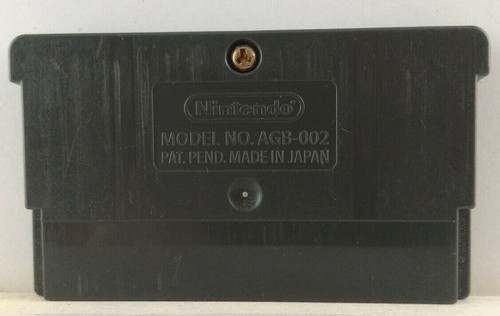 Nintendo®
MODEL NO. AGB-002
PAT. PEND. MADE IN JAPAN